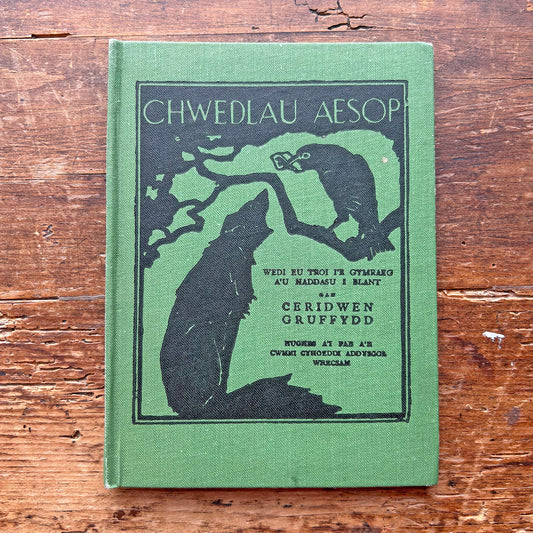 CHWEDLAU AESOP
WEDI EU TROI I'R GYMRAEG
A'U HADDASU I BLANT
GAN
CERIDWEN
GRUFFYDD
HUGHES A'I FAB A'R
CWMNI CYHOEDDI ADDYSGOL
WRECSAM